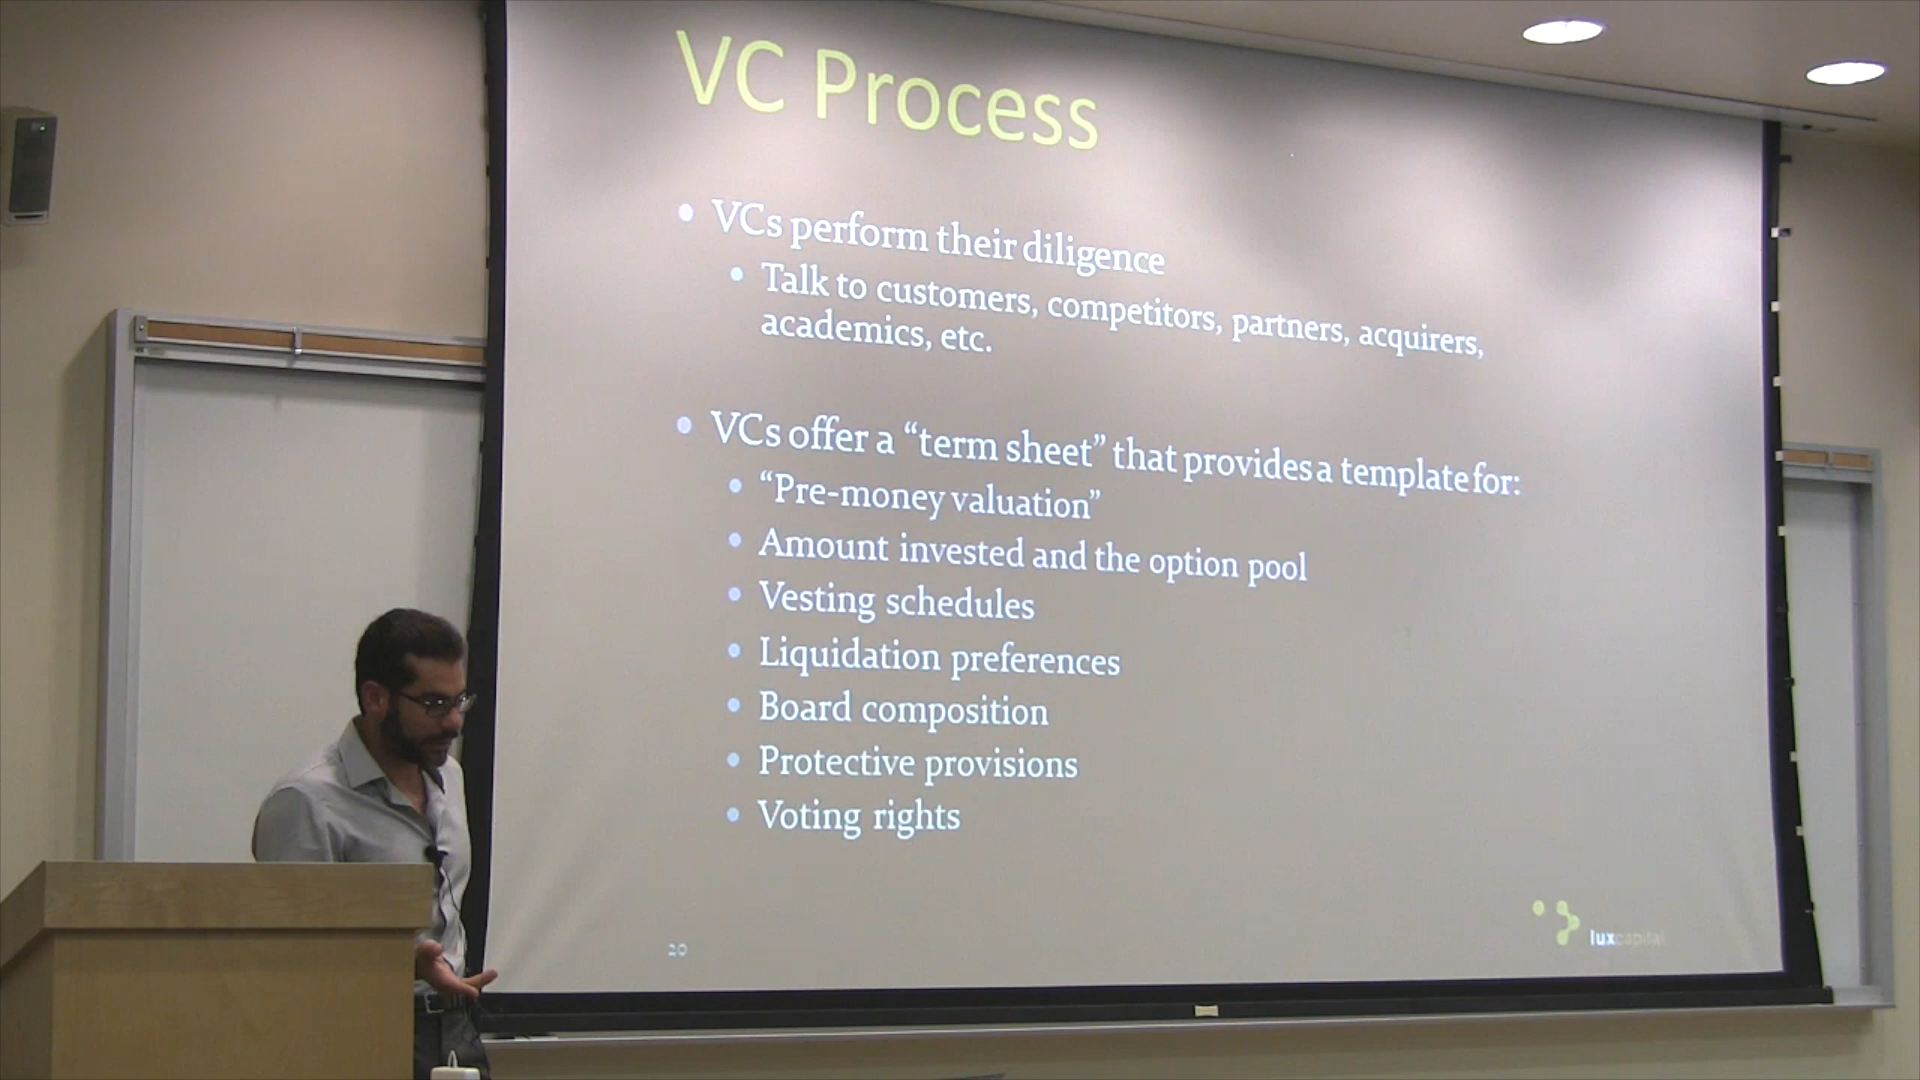 VC Process
• VCs perform their diligence
• Talk to customers, competitors, partners, acquirers,
academics, etc.
• VCs offer a “term sheet” that provides a template for:
• “Pre-money valuation”
• Amount invested and the option pool
• Vesting schedules
• Liquidation preferences
• Board composition
• Protective provisions
• Voting rights
20
luxcapital